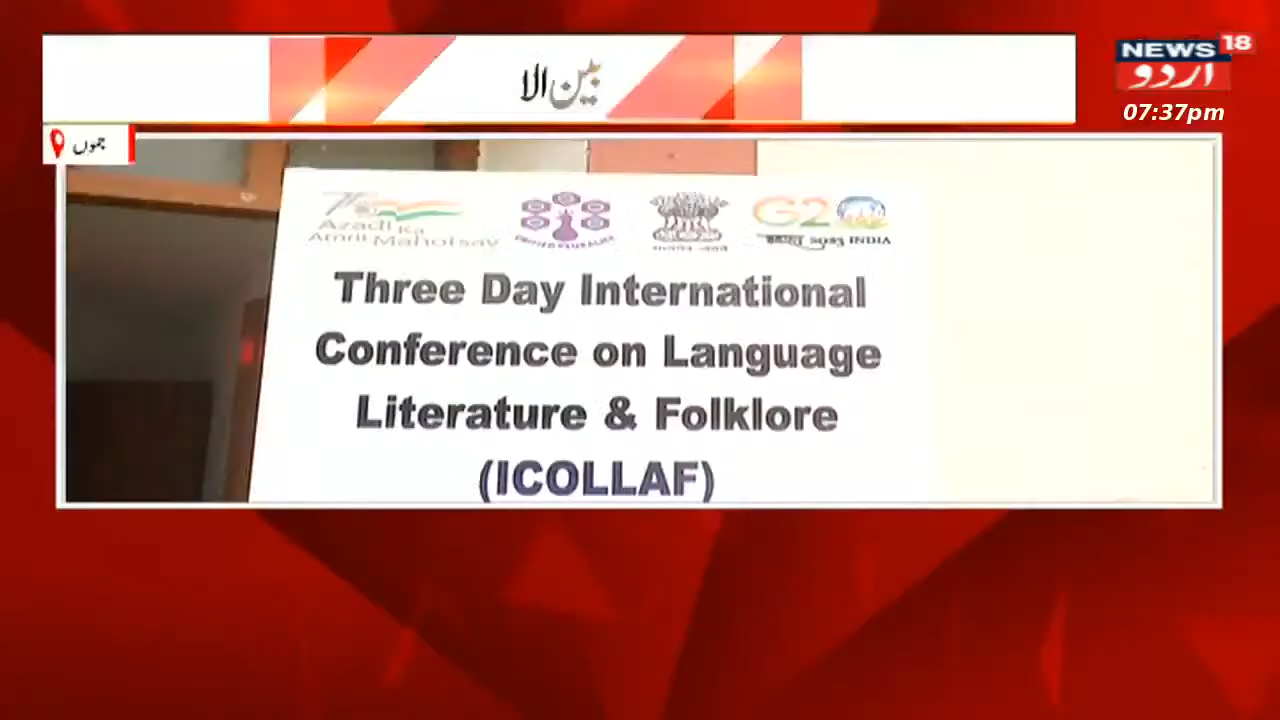 بین الا
NEWS 18
اردو
07:37pm
جموں
Azadi Ka
Amrit Mahotsav
G20
2023 INDIA
Three Day International
Conference on Language
Literature & Folklore
(ICOLLAF)